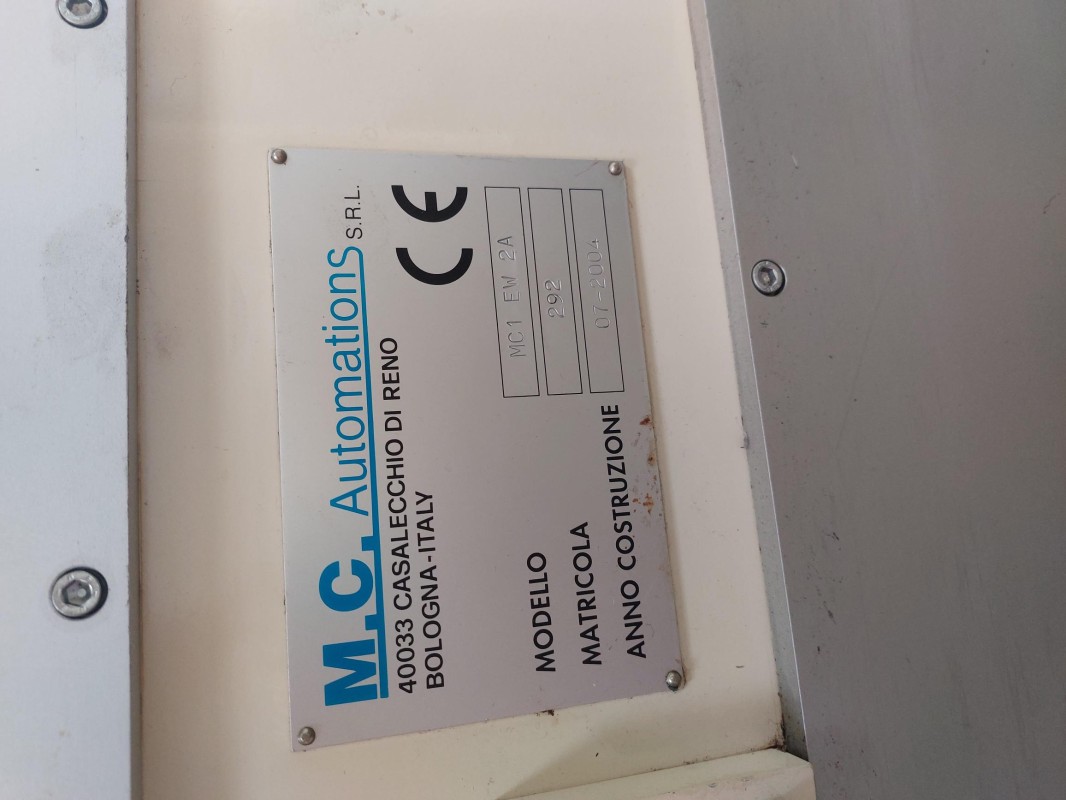 M.C. Automations S.R.L.
40033 CASALECCHIO DI RENO
BOLOGNA-ITALY
CE
MODELLO MC1 EW 2A
MATRICOLA 292
ANNO COSTRUZIONE 07-2004